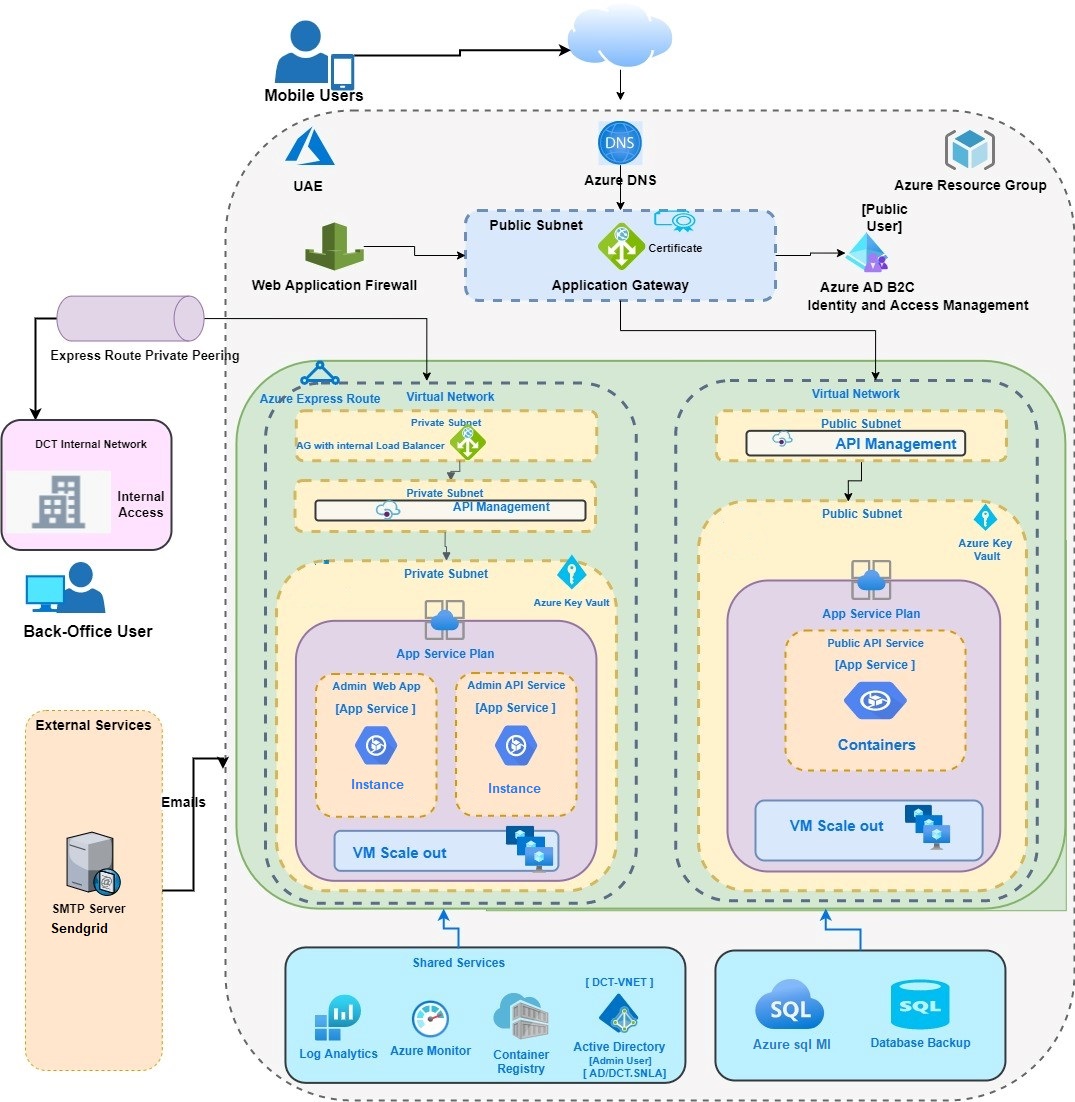 Mobile Users
UAE
DNS
Azure DNS
Azure Resource Group
[Public
User]
Public Subnet
Certificate
Application Gateway
Web Application Firewall
Azure AD B2C
Identity and Access Management
Express Route Private Peering
DCT Internal Network
Internal
Access
Back-Office User
Azure Express Route
Virtual Network
Private Subnet
AG with internal Load Balancer
Private Subnet
API Management
Private Subnet
Azure Key Vault
App Service Plan
Admin Web App
[App Service ]
Instance
Admin API Service
[App Service ]
Instance
VM Scale out
Virtual Network
Public Subnet
API Management
Public Subnet
Azure Key
Vault
App Service Plan
Public API Service
[App Service ]
Containers
VM Scale out
External Services
Emails
SMTP Server
Sendgrid
Shared Services
Log Analytics
Azure Monitor
Container
Registry
[ DCT-VNET ]
Active Directory
[Admin User]
[ AD/DCT.SNLA]
SQL
Azure sql MI
SQL
Database Backup